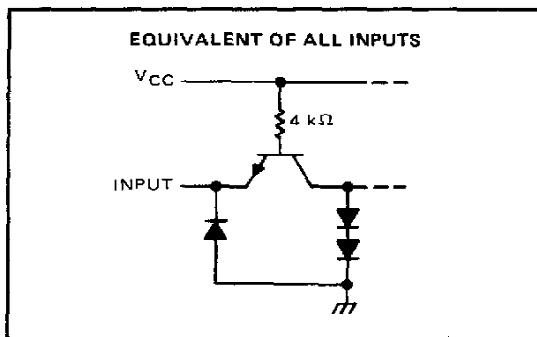 EQUIVALENT OF ALL INPUTS
VCC
4 kΩ
INPUT